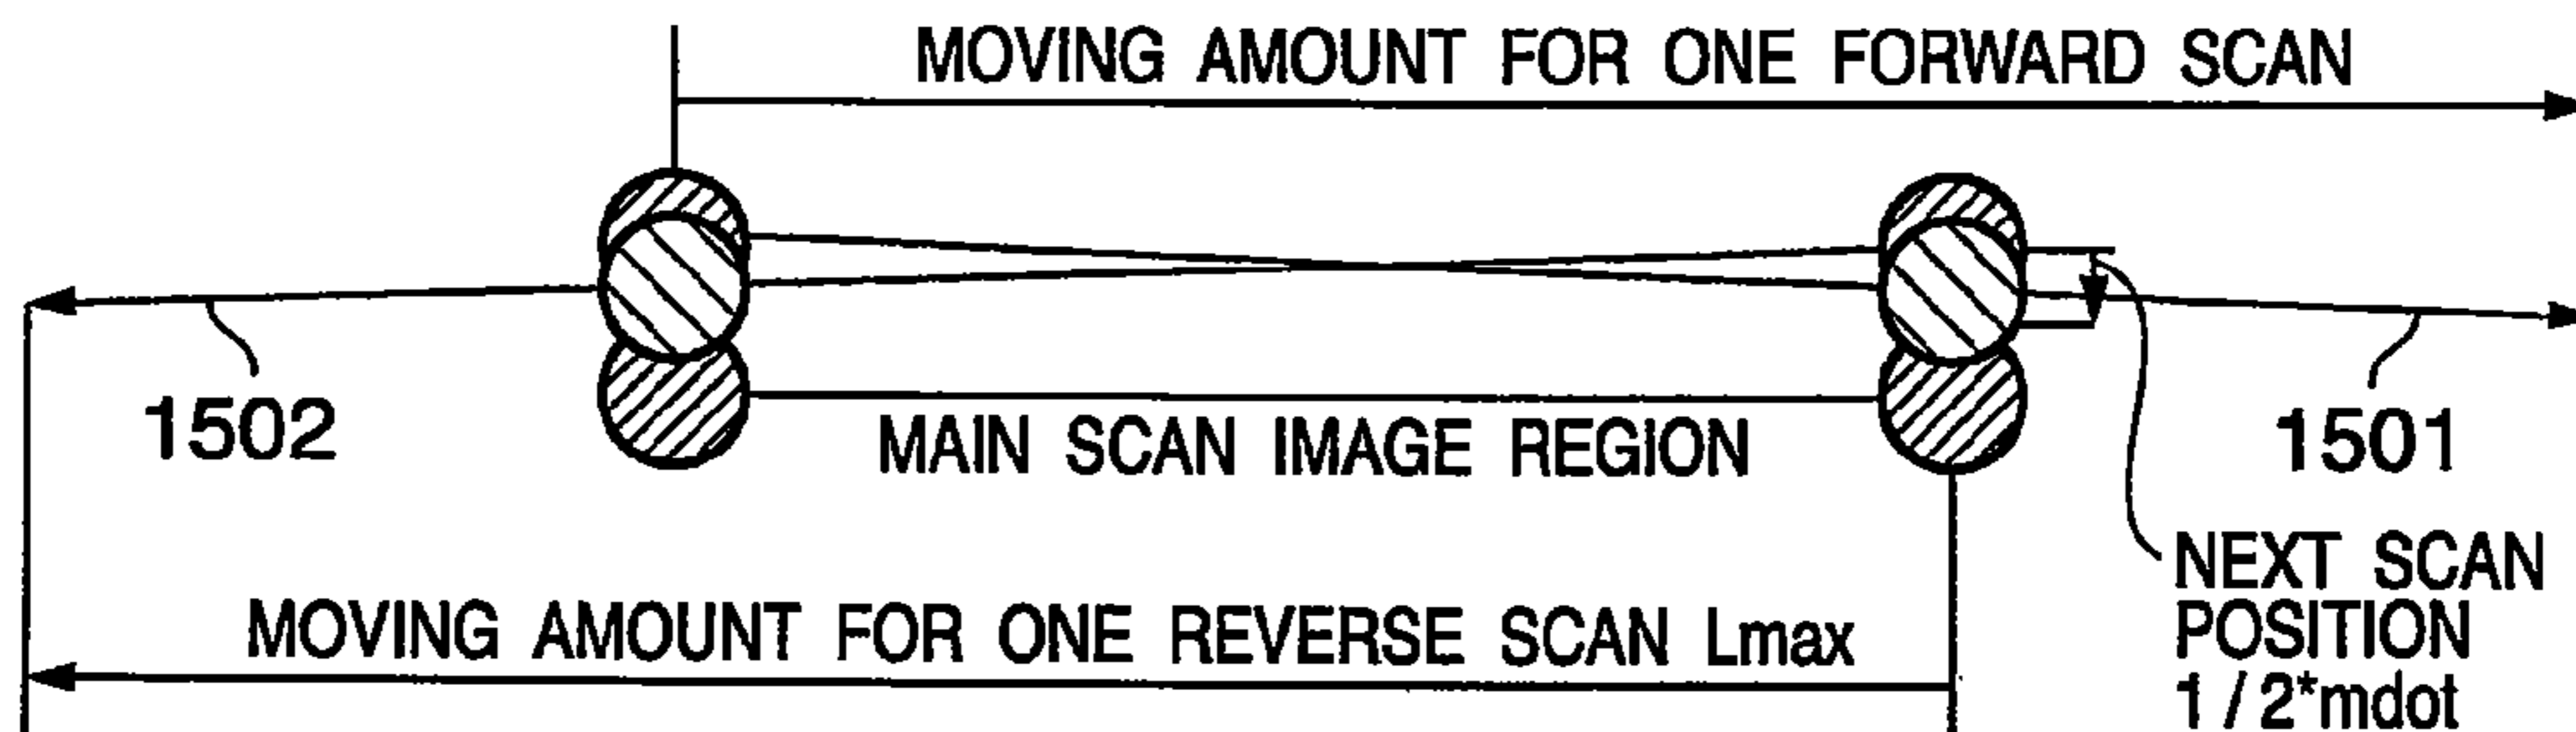 MOVING AMOUNT FOR ONE FORWARD SCAN
1502
MAIN SCAN IMAGE REGION
1501
NEXT SCAN
POSITION
1 / 2*mdot
MOVING AMOUNT FOR ONE REVERSE SCAN Lmax